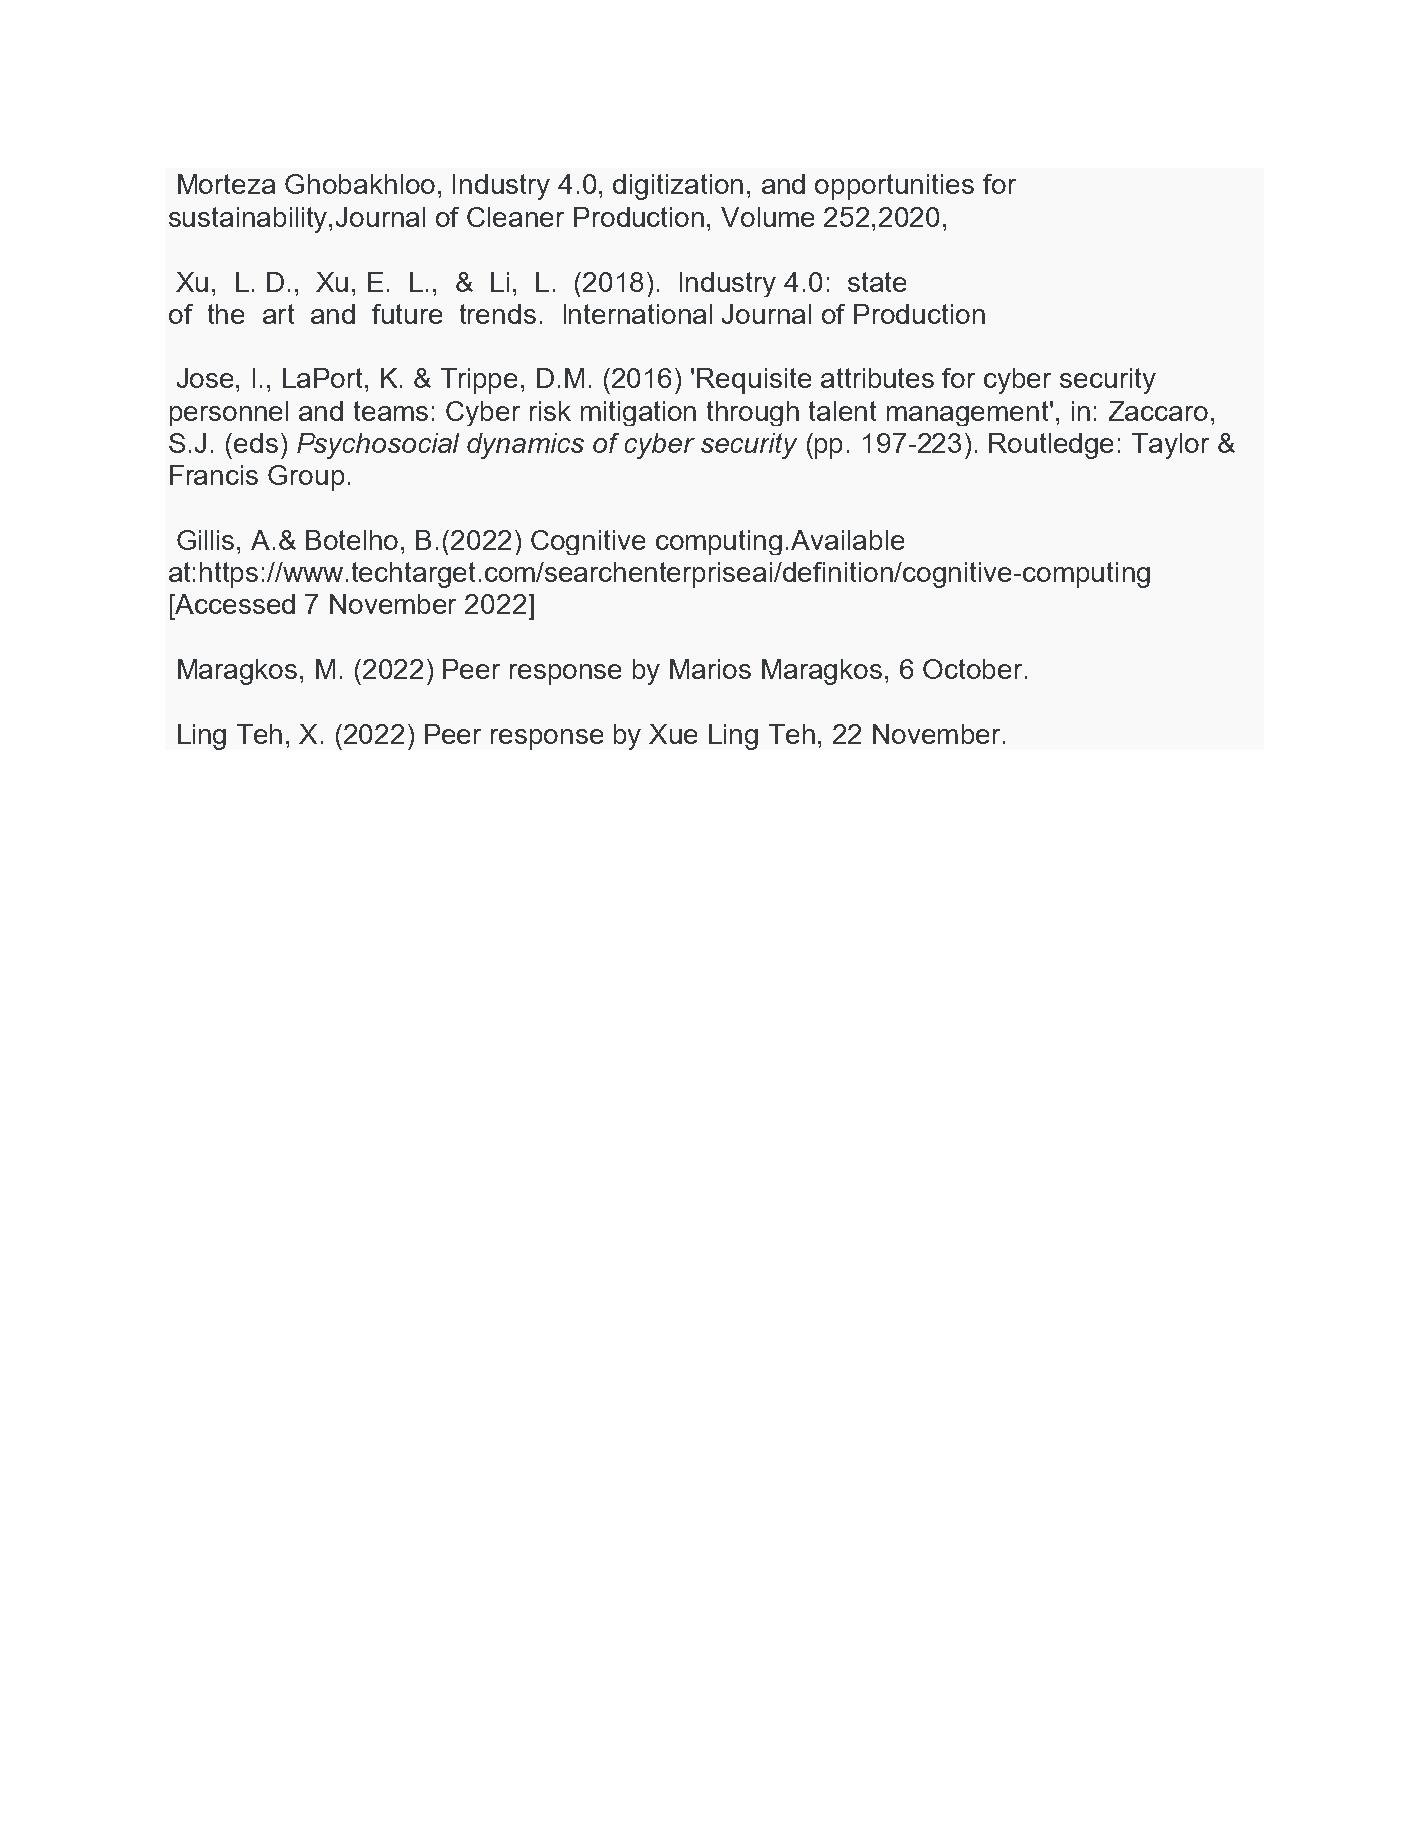 Morteza Ghobakhloo, Industry 4.0, digitization, and opportunities for
sustainability,Journal of Cleaner Production, Volume 252,2020,
Xu, L. D., Xu, E. L., & Li, L. (2018). Industry 4.0: state
of the art and future trends. International Journal of Production
Jose, I., LaPort, K. & Trippe, D.M. (2016) 'Requisite attributes for cyber security
personnel and teams: Cyber risk mitigation through talent management', in: Zaccaro,
S.J. (eds) Psychosocial dynamics of cyber security (pp. 197-223). Routledge: Taylor &
Francis Group.
Gillis, A.& Botelho, B.(2022) Cognitive computing.Available
at:https://www.techtarget.com/searchenterpriseai/definition/cognitive-computing
[Accessed 7 November 2022]
Maragkos, M. (2022) Peer response by Marios Maragkos, 6 October.
Ling Teh, X. (2022) Peer response by Xue Ling Teh, 22 November.